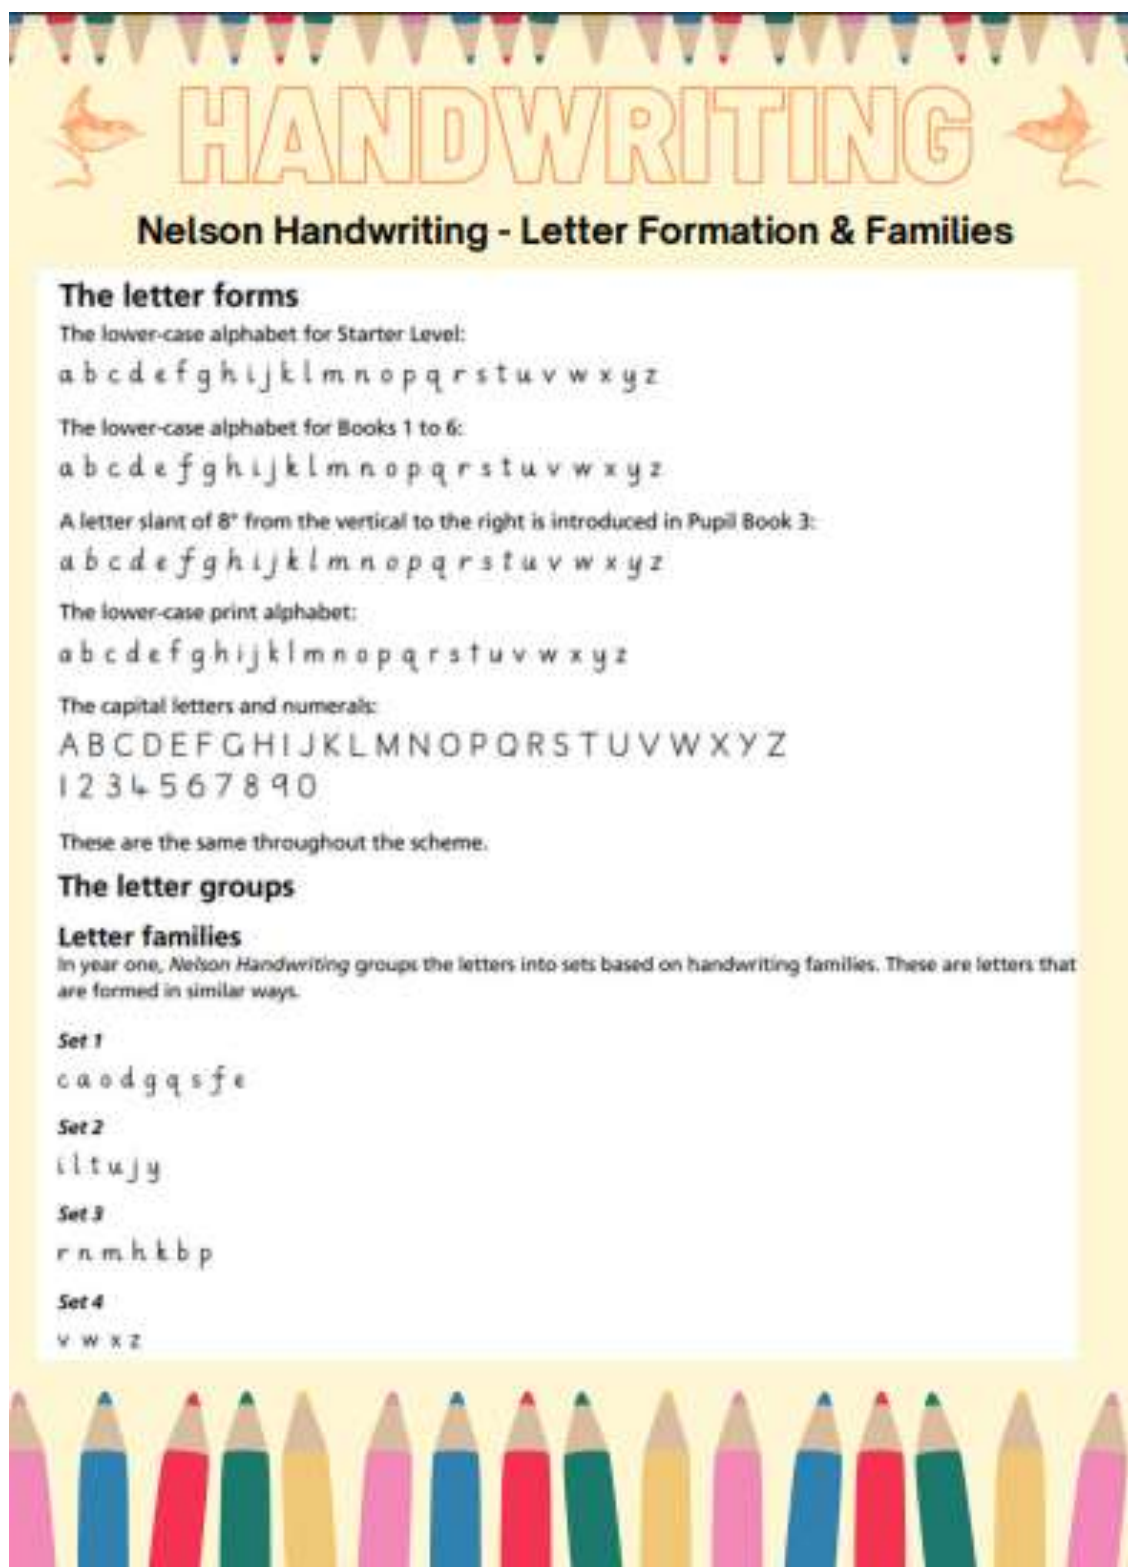 HANDWRITING
Nelson Handwriting - Letter Formation & Families
The letter forms
The lower-case alphabet for Starter Level:
a b c d e f g h i j k l m n o p q r s t u v w x y z
The lower-case alphabet for Books 1 to 6:
a b c d e f g h i j k l m n o p q r s t u v w x y z
A letter slant of 8° from the vertical to the right is introduced in Pupil Book 3:
a b c d e f g h i j k l m n o p q r s t u v w x y z
The lower-case print alphabet:
a b c d e f g h i j k l m n o p q r s t u v w x y z
The capital letters and numerals:
A B C D E F G H I J K L M N O P Q R S T U V W X Y Z
1 2 3 4 5 6 7 8 9 0
These are the same throughout the scheme.
The letter groups
Letter families
In year one, Nelson Handwriting groups the letters into sets based on handwriting families. These are letters that
are formed in similar ways.
Set 1
c a o d g q s f e
Set 2
i l t u j y
Set 3
r n m h k b p
Set 4
v w x z